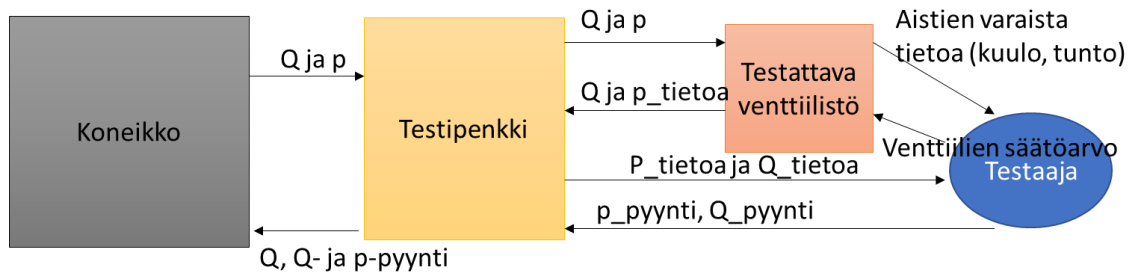 Q ja p
Aistien varaista
tietoa (kuulo, tunto)
Q ja p
Testattava
venttiilistö
Q ja p_tietoa
Koneikko
Testipenkki
Venttiilien säätöarvo
P_tietoa ja Q_tietoa
Testaaja
p_pyynti, Q_pyynti
Q, Q- ja p-pyynti